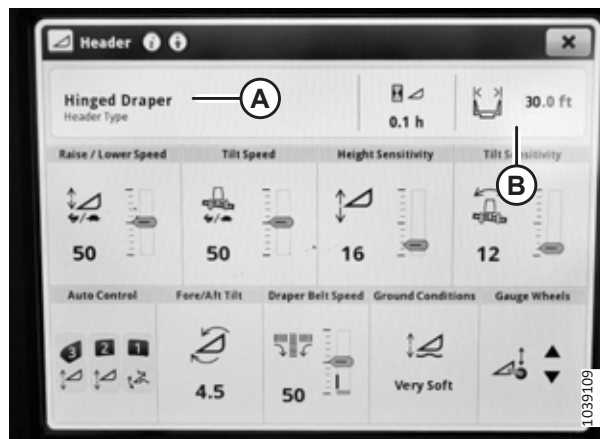 Header
Hinged Draper
Header Type
A
0.1 h
30.0 ft
B
Raise / Lower Speed
Tilt Speed
Height Sensitivity
Tilt Sensitivity
50
50
16
12
Auto Control
Fore/Aft Tilt
Draper Belt Speed
Ground Conditions
Gauge Wheels
3 2 1
4.5
50
Very Soft
1039109